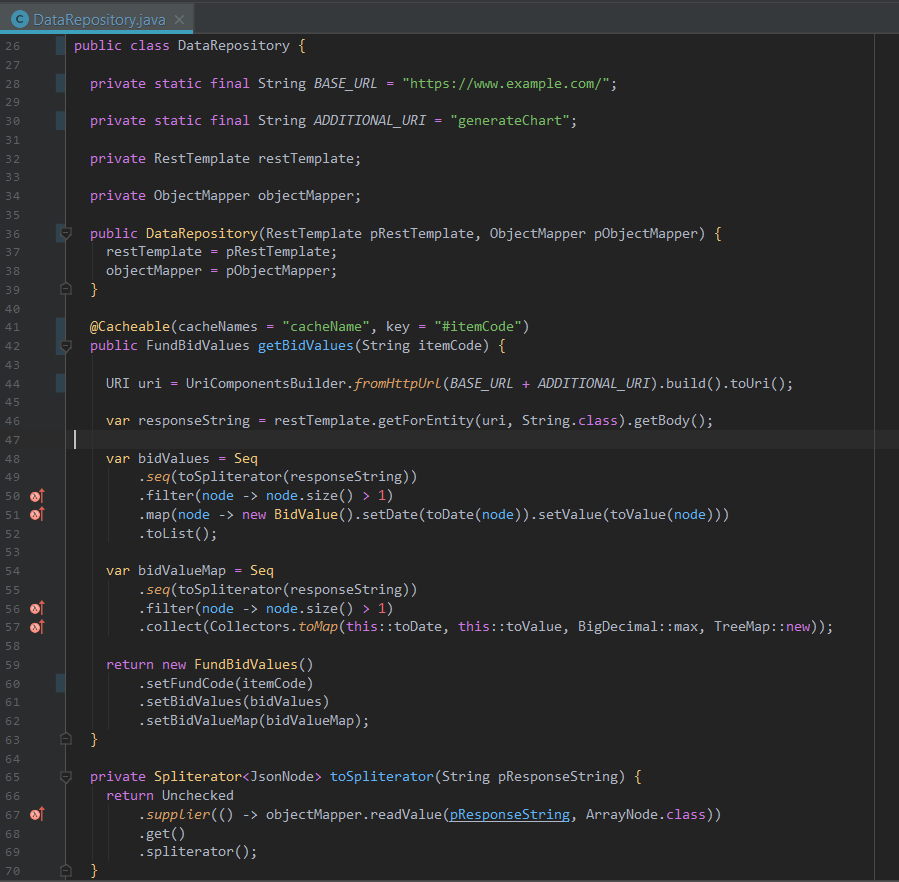 DataRepository.java
26 public class DataRepository {
27
28 private static final String BASE_URL = "https://www.example.com/";
29
30 private static final String ADDITIONAL_URI = "generateChart";
31
32 private RestTemplate restTemplate;
33
34 private ObjectMapper objectMapper;
35
36 public DataRepository(RestTemplate pRestTemplate, ObjectMapper pObjectMapper) {
37 restTemplate = pRestTemplate;
38 objectMapper = pObjectMapper;
39 }
40
41 @Cacheable(cacheNames = "cacheName", key = "#itemCode")
42 public FundBidValues getBidValues(String itemCode) {
43
44 URI uri = UriComponentsBuilder.fromHttpUrl(BASE_URL + ADDITIONAL_URI).build().toUri();
45
46 var responseString = restTemplate.getForEntity(uri, String.class).getBody();
47
48 var bidValues = Seq
49 .seq(toSpliterator(responseString))
50 .filter(node -> node.size() > 1)
51 .map(node -> new BidValue().setDate(toDate(node)).setValue(toValue(node)))
52 .toList();
53
54 var bidValueMap = Seq
55 .seq(toSpliterator(responseString))
56 .filter(node -> node.size() > 1)
57 .collect(Collectors.toMap(this::toDate, this::toValue, BigDecimal::max, TreeMap::new));
58
59 return new FundBidValues()
60 .setFundCode(itemCode)
61 .setBidValues(bidValues)
62 .setBidValueMap(bidValueMap);
63 }
64
65 private Spliterator<JsonNode> toSpliterator(String pResponseString) {
66 return Unchecked
67 .supplier(() -> objectMapper.readValue(pResponseString, ArrayNode.class))
68 .get()
69 .spliterator();
70 }